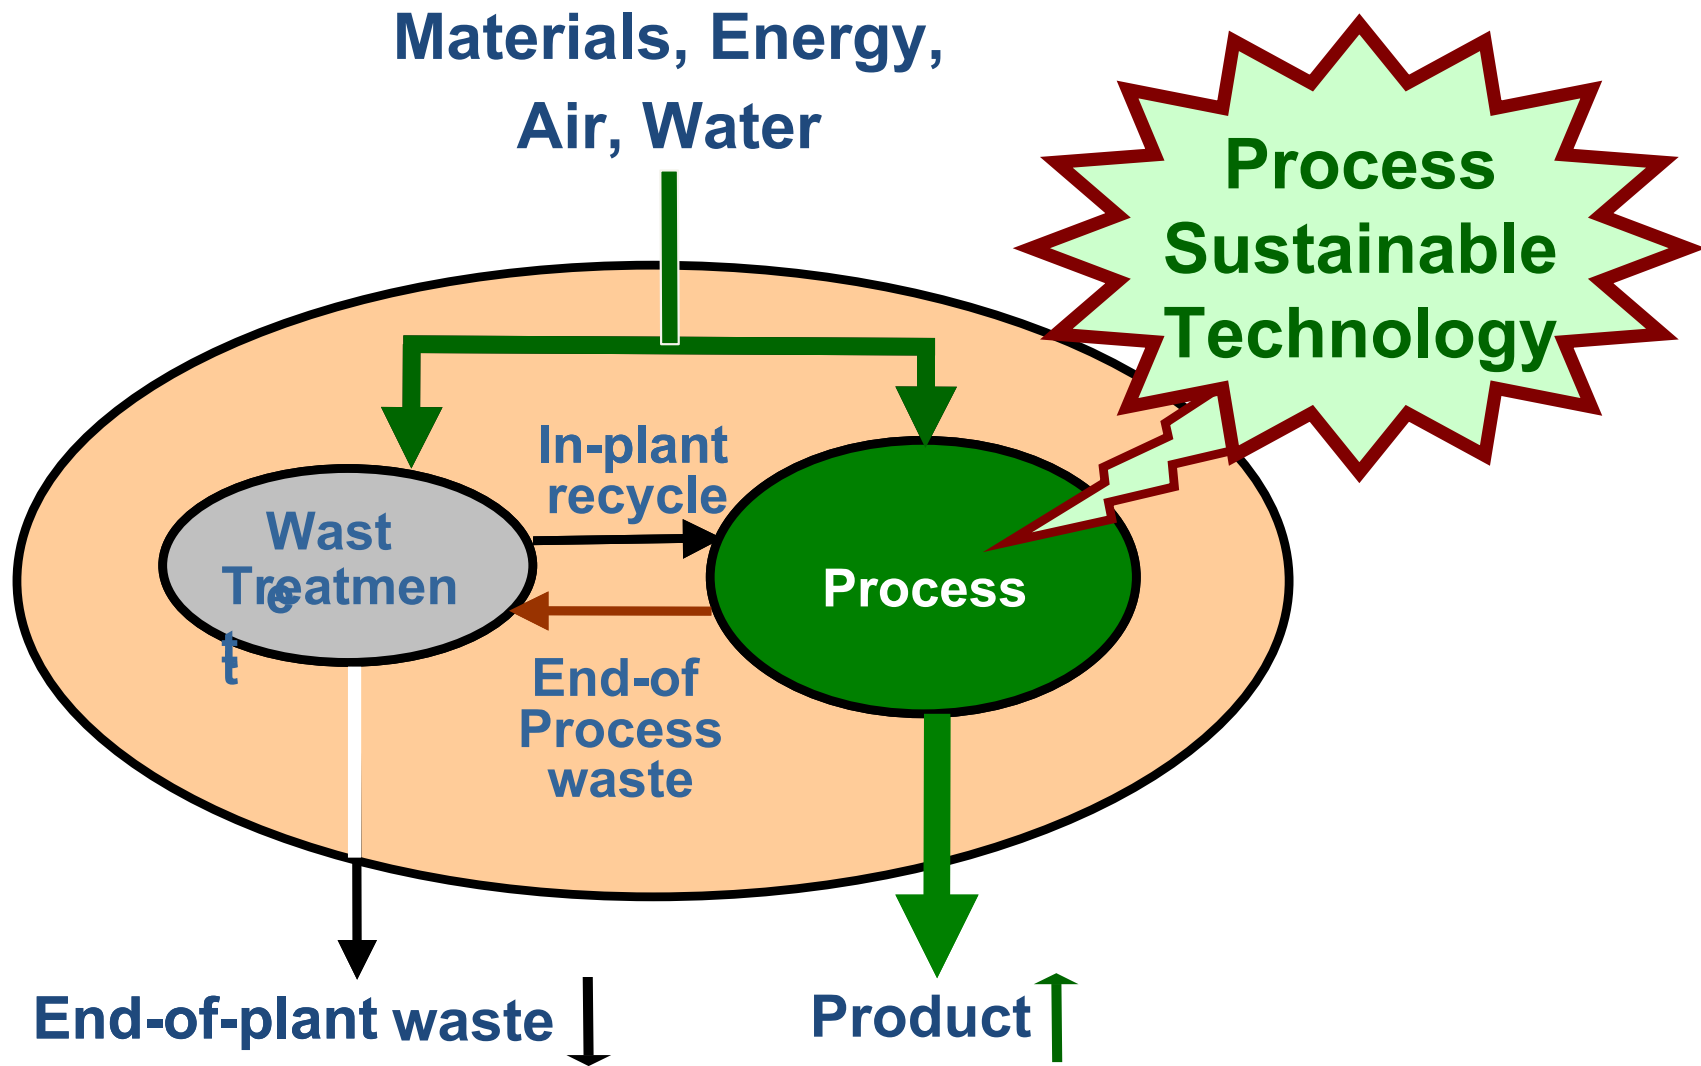 Materials, Energy,
Air, Water
Process
Sustainable
Technology
In-plant
recycle
Wast
e
Treatmen
t
Process
End-of
Process
waste
End-of-plant waste
Product